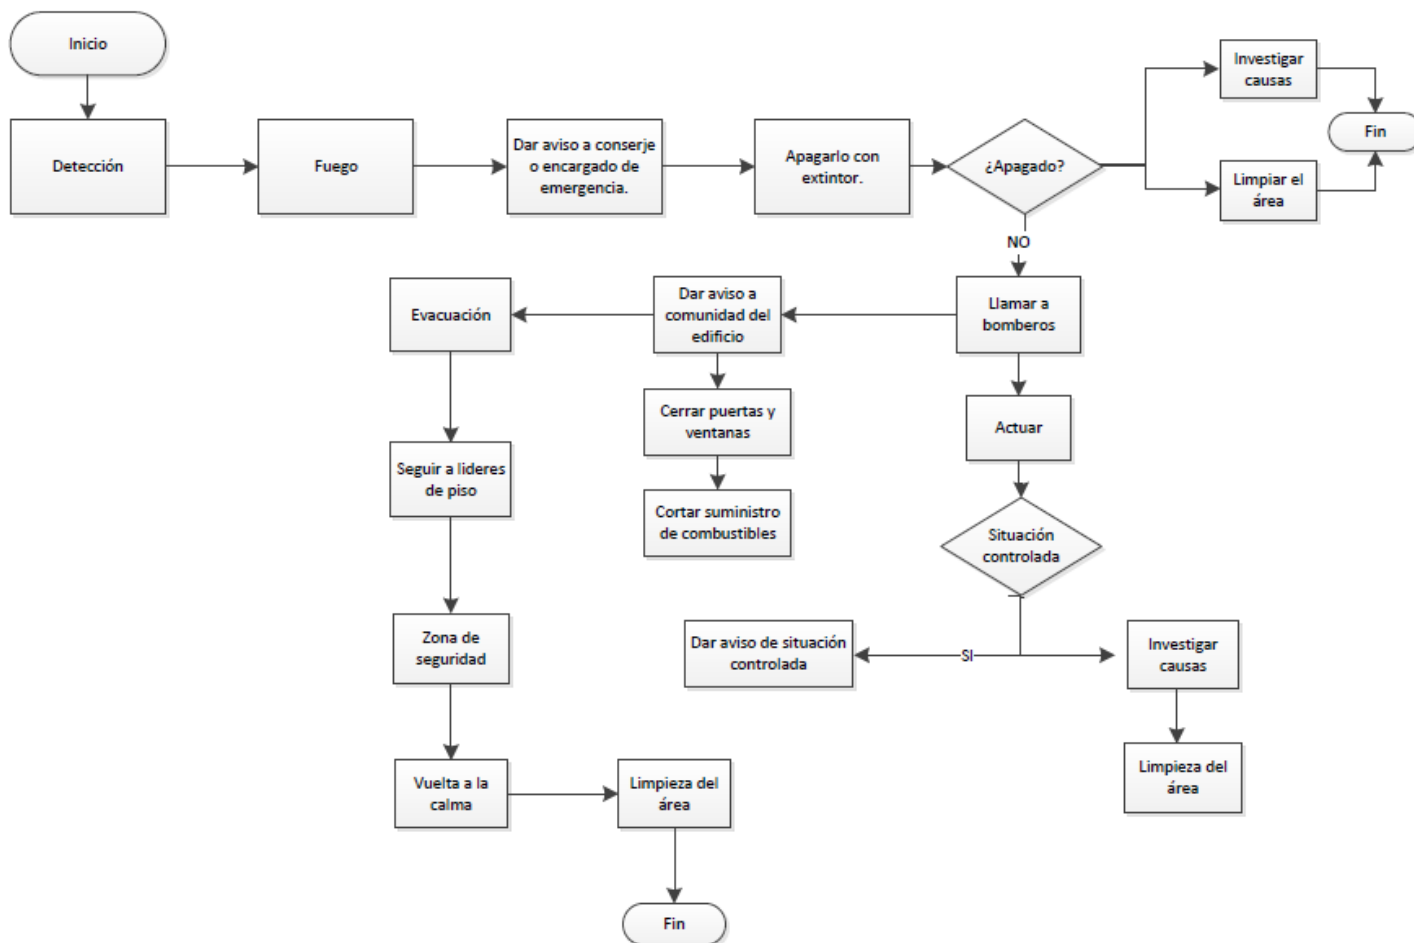 Inicio
Detección
Fuego
Dar aviso a conserje
o encargado de
emergencia.
Apagarlo con
extintor.
¿Apagado?
Investigar
causas
Fin
Limpiar el
área
NO
Evacuación
Dar aviso a
comunidad del
edificio
Llamar a
bomberos
Cerrar puertas y
ventanas
Actuar
Seguir a lideres
de piso
Cortar suministro
de combustibles
Situación
controlada
Zona de
seguridad
Dar aviso de situación
controlada
SI
Investigar
causas
Vuelta a la
calma
Limpieza del
área
Limpieza del
área
Fin